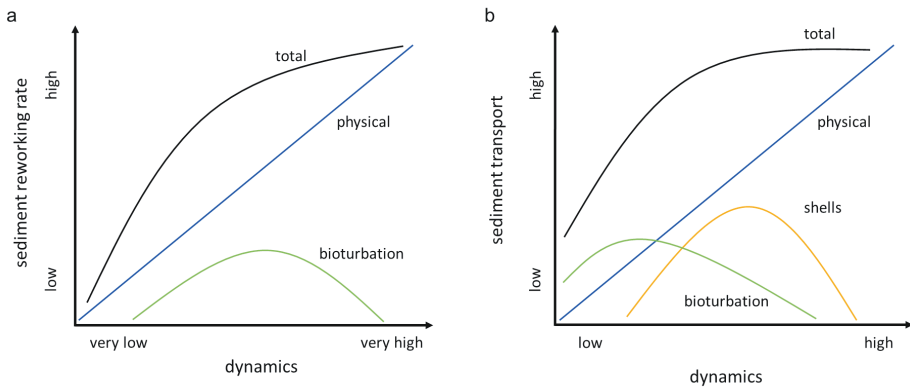 a
total
high
sediment reworking rate
physical
bioturbation
low
very low
very high
dynamics
b
total
high
sediment transport
physical
shells
low
bioturbation
low
high
dynamics